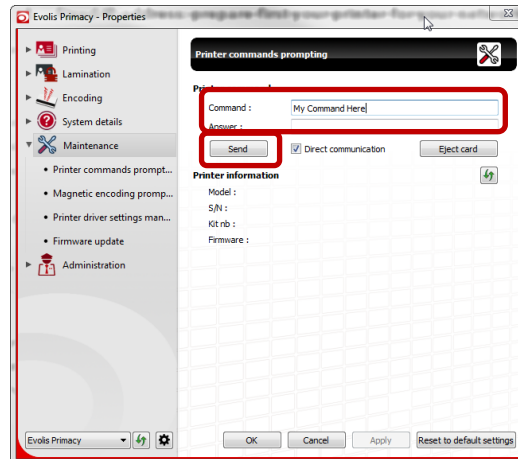 Evolis Primacy - Properties
Printing
Lamination
Encoding
System details
Maintenance
Printer commands prompt...
Magnetic encoding promp...
Printer driver settings man...
Firmware update
Administration
Evolis Primacy
Printer commands prompting
Command :
My Command Here
Answer :
Send
Direct communication
Eject card
Printer information
Model :
S/N :
Kit nb :
Firmware :
OK
Cancel
Apply
Reset to default settings